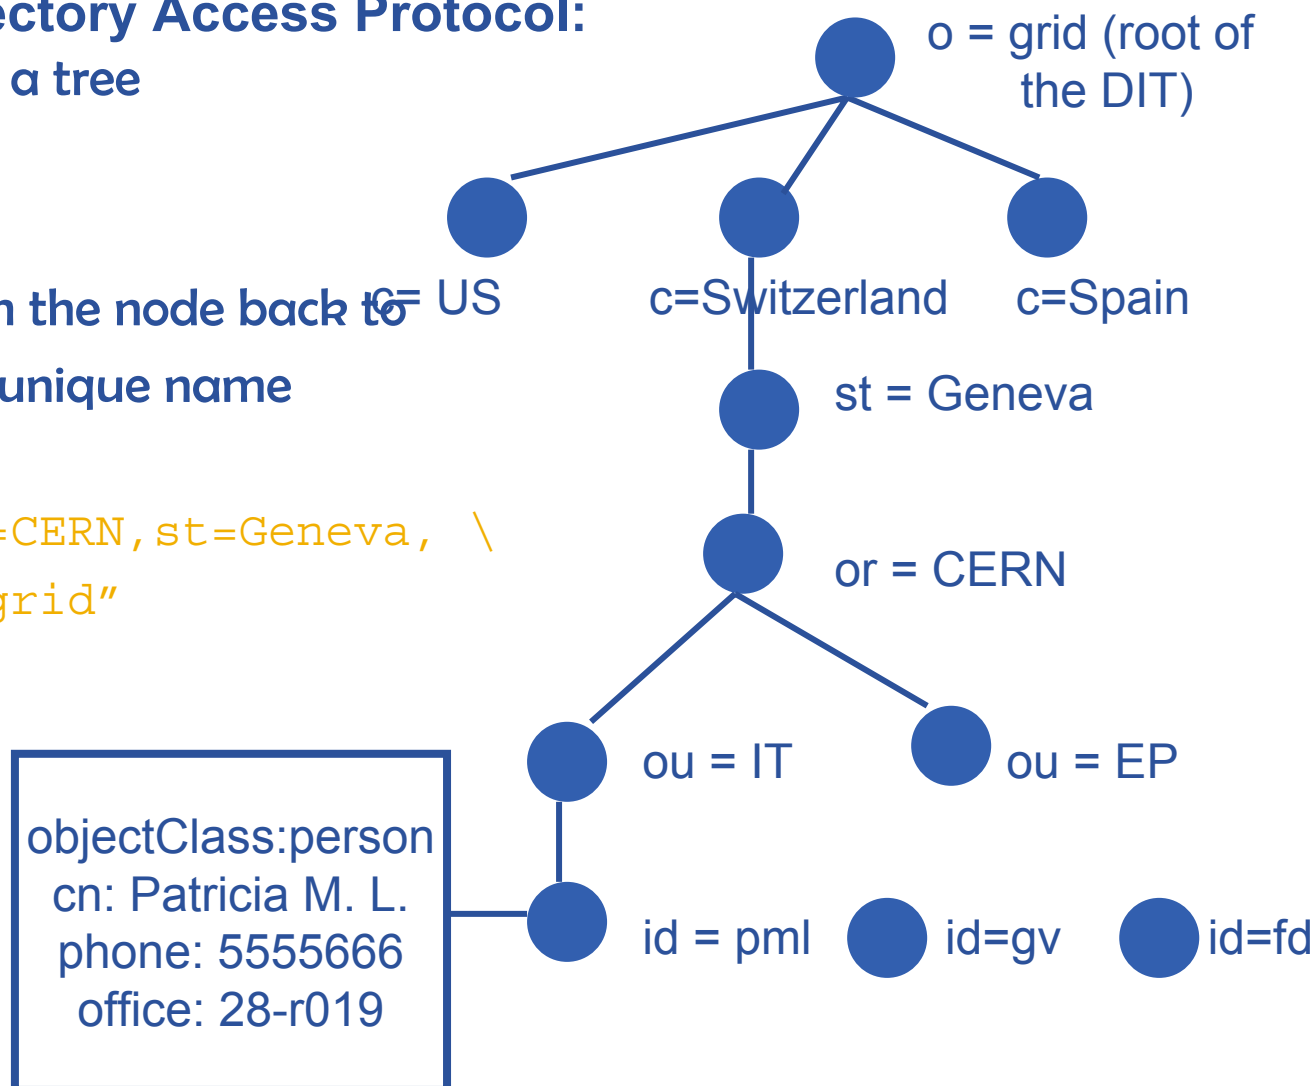 ectory Access Protocol:
a tree
o = grid (root of
the DIT)
the node back to
unique name
c= US
c=Switzerland
c=Spain
st = Geneva
=CERN,st=Geneva, \
grid”
or = CERN
ou = IT
ou = EP
objectClass:person
cn: Patricia M. L.
phone: 5555666
office: 28-r019
id = pml
id=gv
id=fd